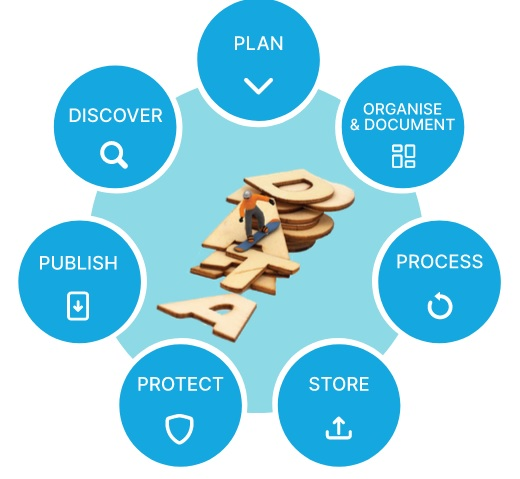 PLAN
ORGANISE
& DOCUMENT
PROCESS
STORE
PROTECT
PUBLISH
DISCOVER
D
A
T
A